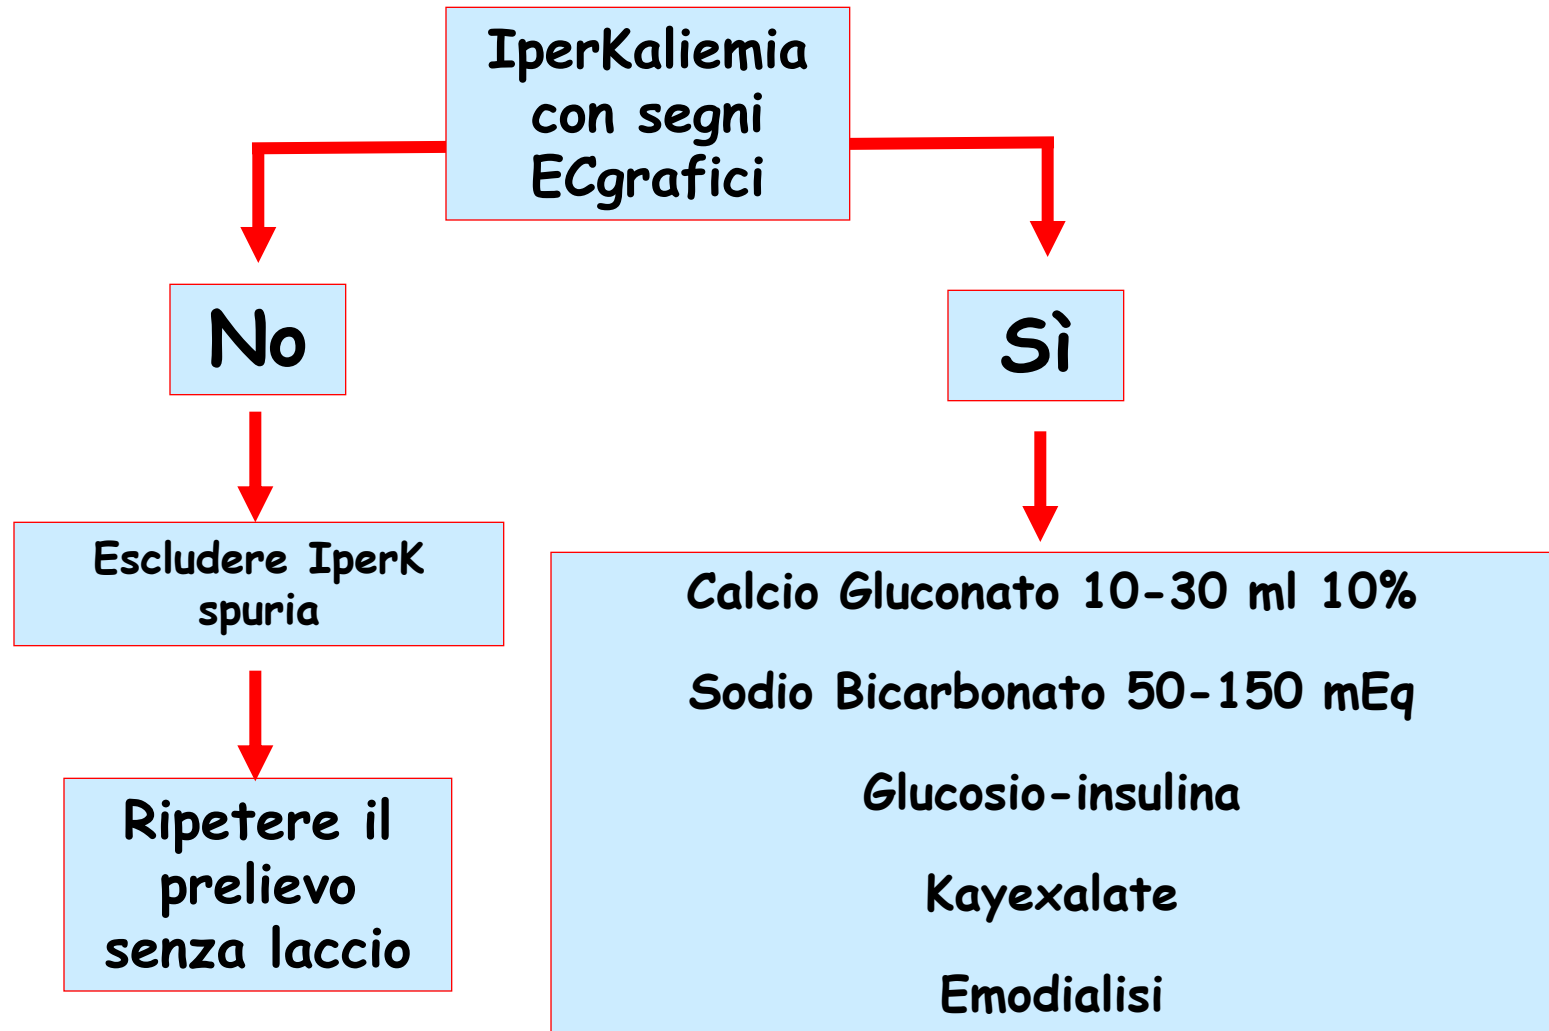 IperKaliemia
con segni
ECgrafici
No
Sì
Escludere IperK
spuria
Ripetere il
prelievo
senza laccio
Calcio Gluconato 10-30 ml 10%
Sodio Bicarbonato 50-150 mEq
Glucosio-insulina
Kayexalate
Emodialisi